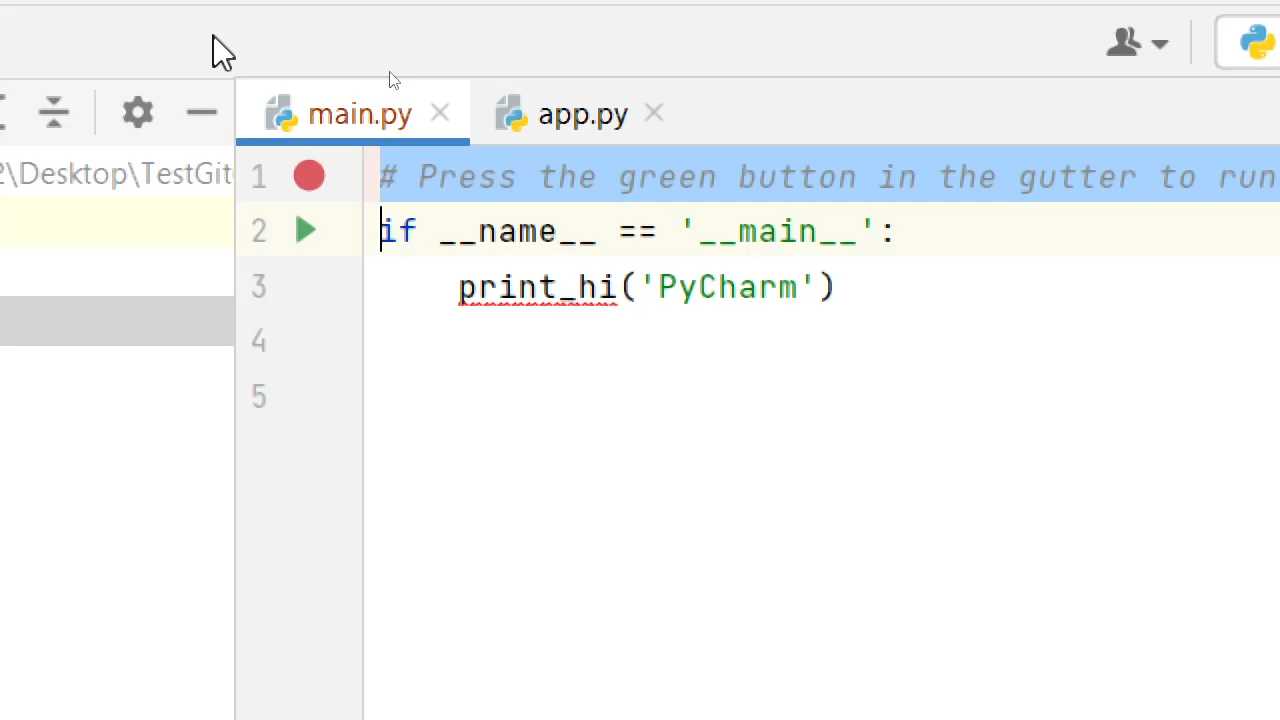 main.py
app.py
2\Desktop\TestGit
1 # Press the green button in the gutter to run
2 if __name__ == '__main__':
3 print_hi('PyCharm')
4
5